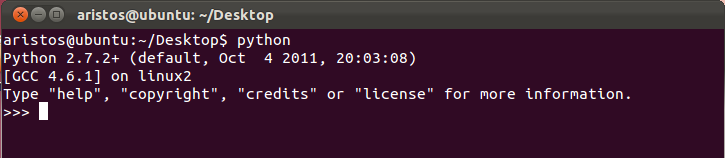 aristos@ubuntu: ~/Desktop
aristos@ubuntu:~/Desktop$ python
Python 2.7.2+ (default, Oct  4 2011, 20:03:08)
[GCC 4.6.1] on linux2
Type "help", "copyright", "credits" or "license" for more information.
>>>